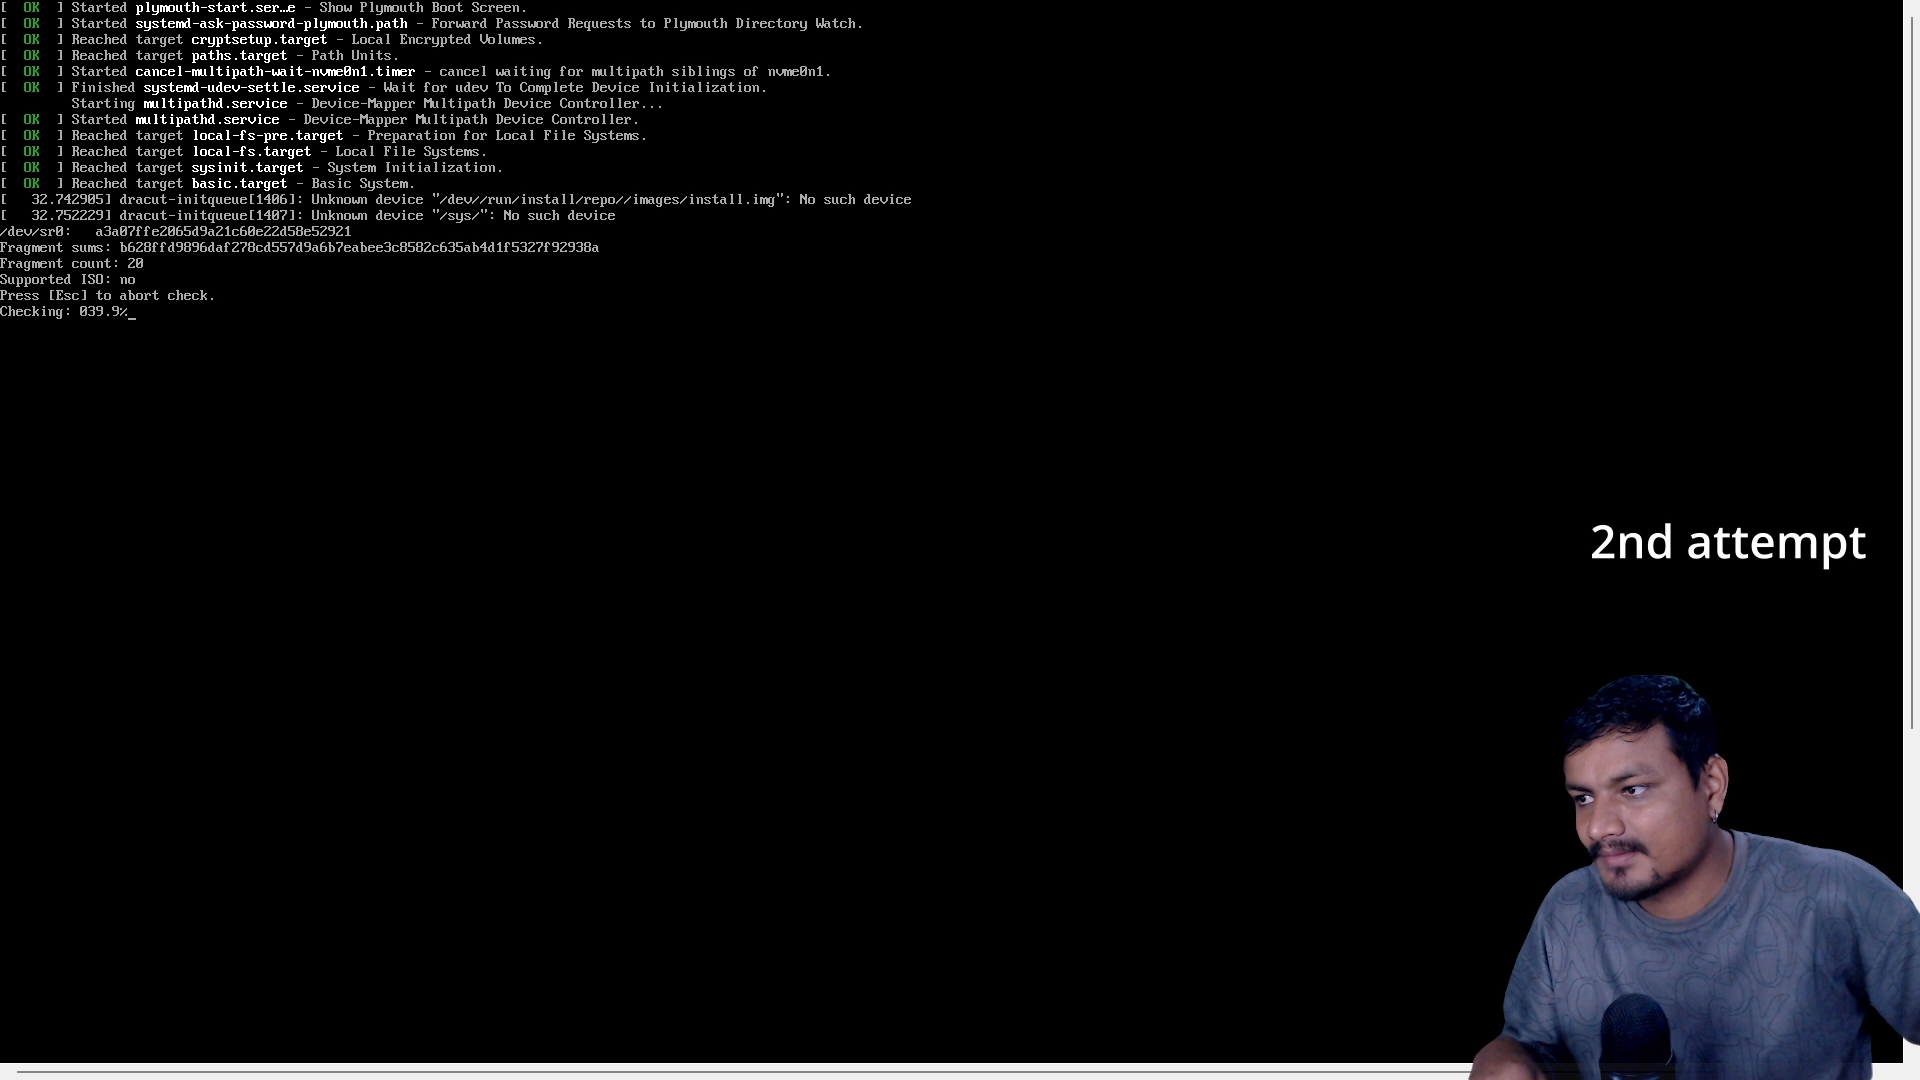 [  OK  ] Started plymouth-start.ser…e - Show Plymouth Boot Screen.
[  OK  ] Started systemd-ask-password-plymouth.path - Forward Password Requests to Plymouth Directory Watch.
[  OK  ] Reached target cryptsetup.target - Local Encrypted Volumes.
[  OK  ] Reached target paths.target - Path Units.
[  OK  ] Started cancel-multipath-wait-nvme0n1.timer - cancel waiting for multipath siblings of nvme0n1.
[  OK  ] Finished systemd-udev-settle.service - Wait for udev To Complete Device Initialization.
         Starting multipathd.service - Device-Mapper Multipath Device Controller...
[  OK  ] Started multipathd.service - Device-Mapper Multipath Device Controller.
[  OK  ] Reached target local-fs-pre.target - Preparation for Local File Systems.
[  OK  ] Reached target local-fs.target - Local File Systems.
[  OK  ] Reached target sysinit.target - System Initialization.
[  OK  ] Reached target basic.target - Basic System.
[   32.742905] dracut-initqueue[1406]: Unknown device "/dev//run/install/repo//images/install.img": No such device
[   32.752229] dracut-initqueue[1407]: Unknown device "/sys/": No such device
/dev/sr0:   a3a07ffe2065d9a21c60e22d58e52921
Fragment sums: b628ffd9896daf278cd557d9a6b7eabee3c8582c635ab4d1f5327f92938a
Fragment count: 20
Supported ISO: no
Press [Esc] to abort check.
Checking: 039.9%_
2nd attempt